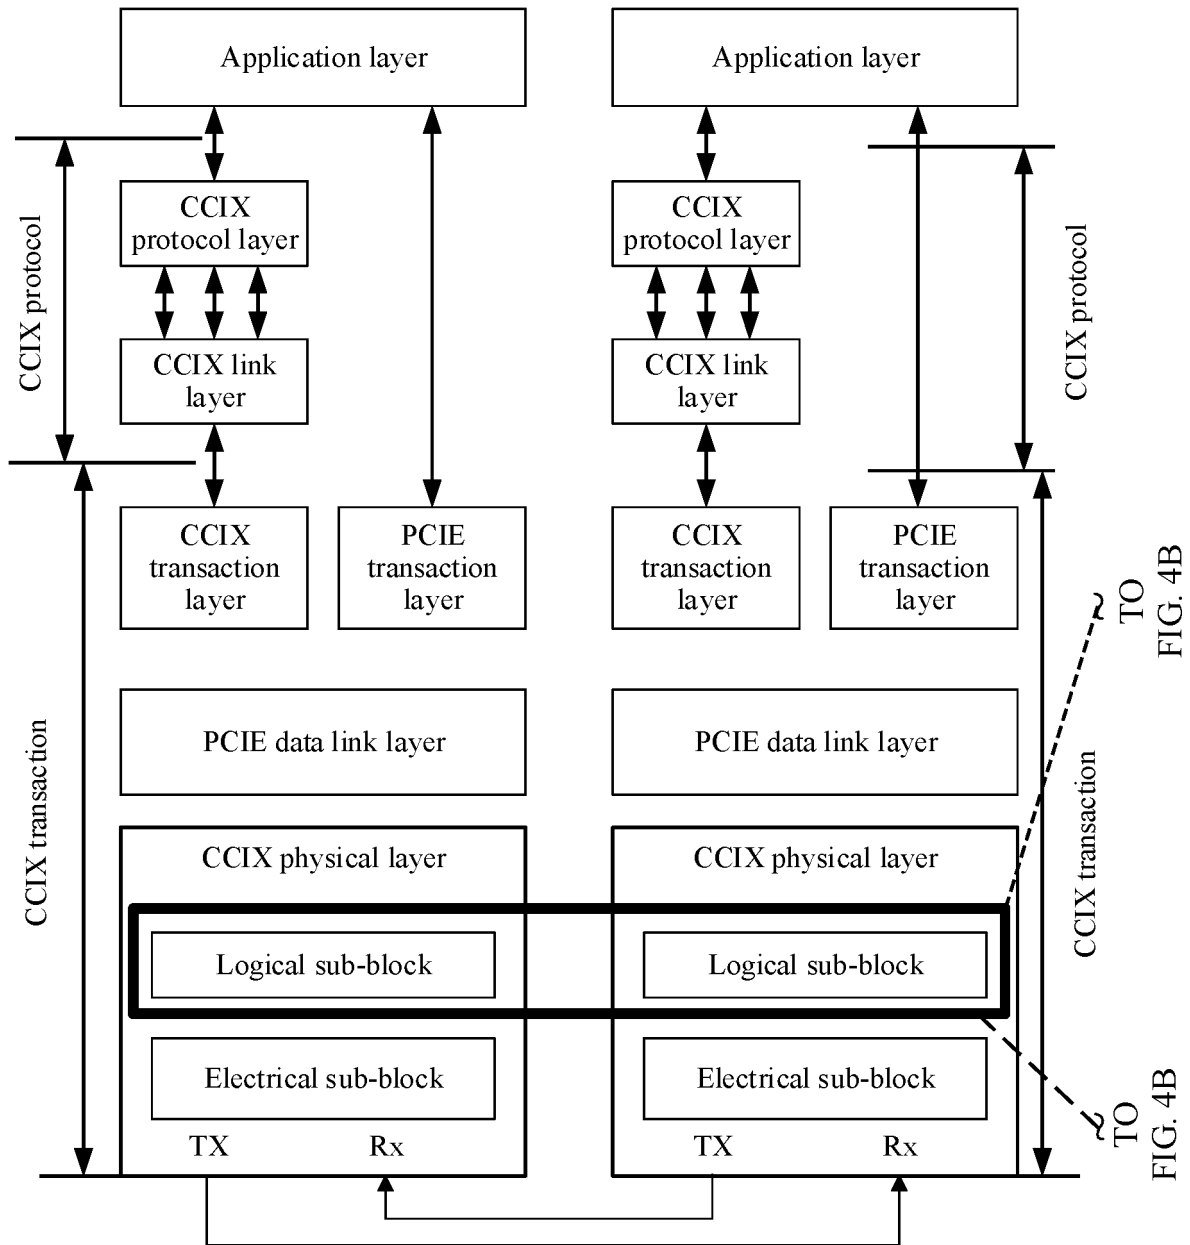 Application layer
Application layer
CCIX protocol
CCIX
protocol layer
CCIX
protocol layer
CCIX protocol
CCIX link
layer
CCIX link
layer
CCIX
transaction
layer
PCIE
transaction
layer
CCIX
transaction
layer
PCIE
transaction
layer
TO
FIG. 4B
CCIX transaction
PCIE data link layer
PCIE data link layer
CCIX transaction
CCIX physical layer
CCIX physical layer
Logical sub-block
Logical sub-block
Electrical sub-block
Electrical sub-block
TO
FIG. 4B
TX
Rx
TX
Rx